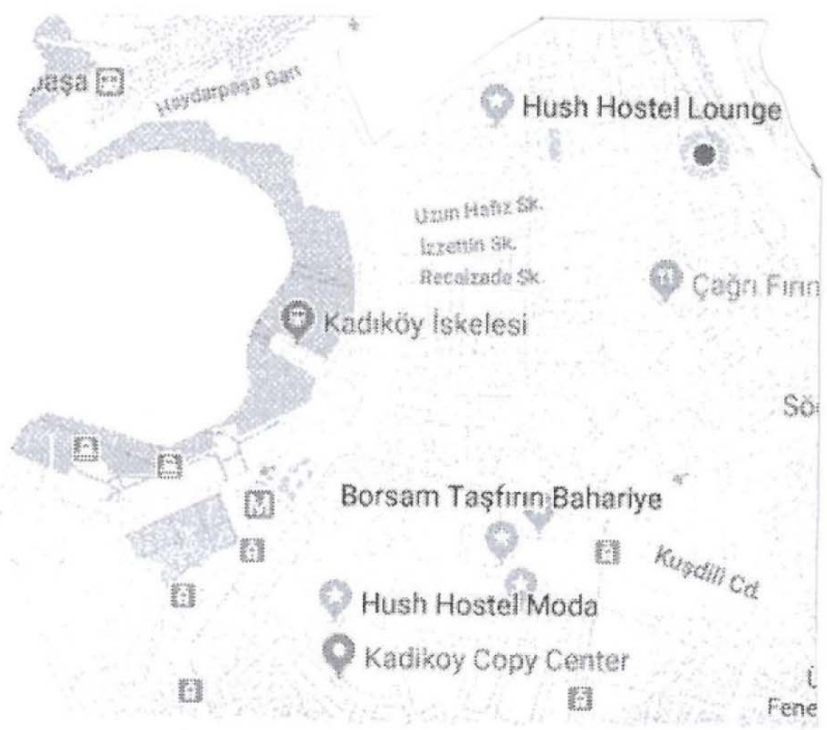 paşa
Haydarpaşa Garı
Hush Hostel Lounge
Uzun Hafız Sk.
İzzettin Sk.
Recaizade Sk.
Çağrı Fırın
Kadıköy İskelesi
Sö
M
Borsam Taşfırın Bahariye
Kuşdili Cd.
Hush Hostel Moda
Kadikoy Copy Center
Fene